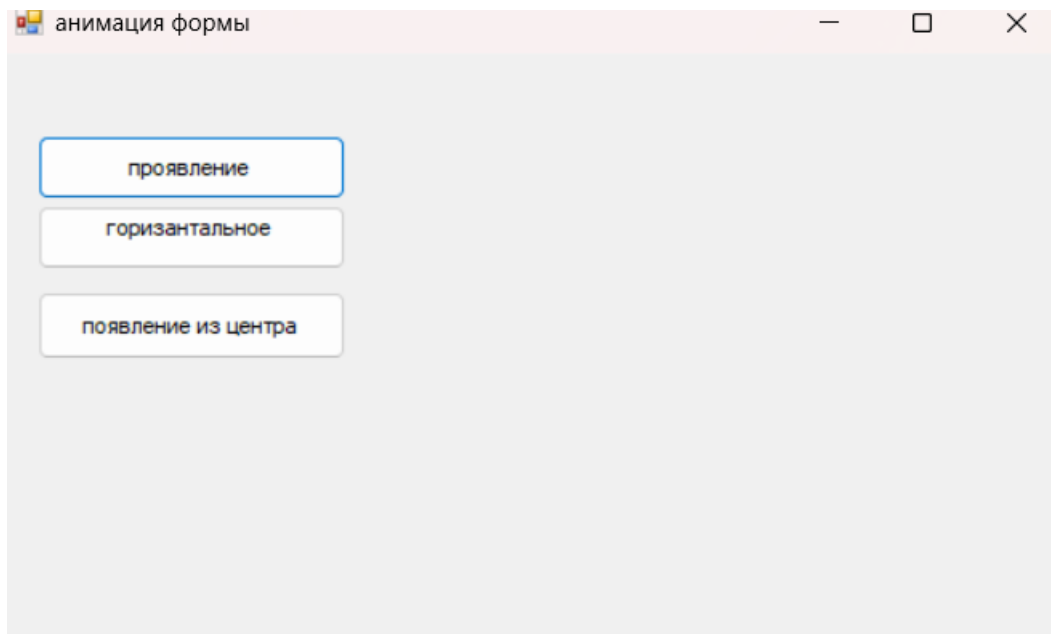 анимация формы
проявление
горизантальное
появление из центра